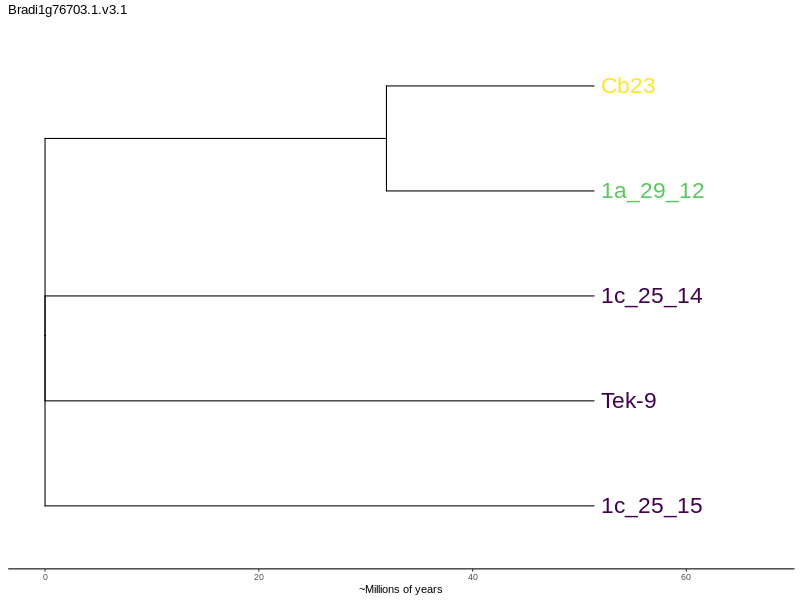 Bradi1g76703.1.v3.1
Cb23
1a_29_12
1c_25_14
Tek-9
1c_25_15
0 20 40 60
~Millions of years